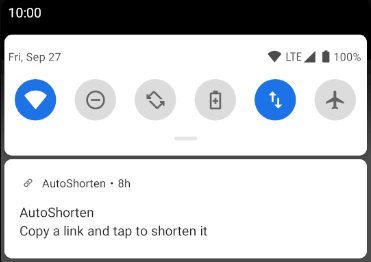 10:00
Fri, Sep 27 LTE 100%
AutoShorten • 8h
AutoShorten
Copy a link and tap to shorten it